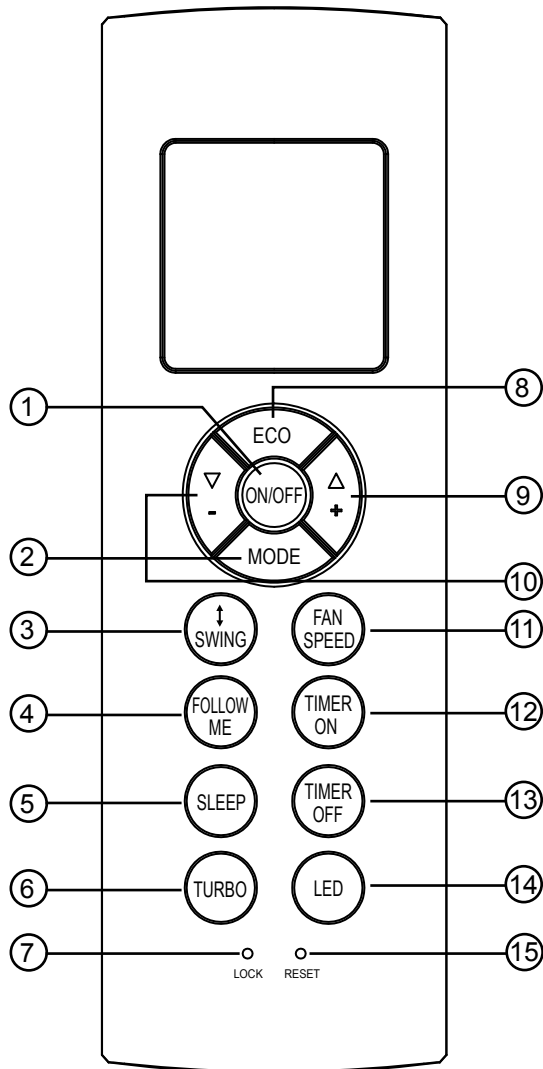 1
8
ECO
ON/OFF
▽
△
-
+
9
2
MODE
10
3
↕
SWING
FAN
SPEED
11
4
FOLLOW
ME
TIMER
ON
12
5
SLEEP
TIMER
OFF
13
6
TURBO
LED
14
7
LOCK
RESET
15